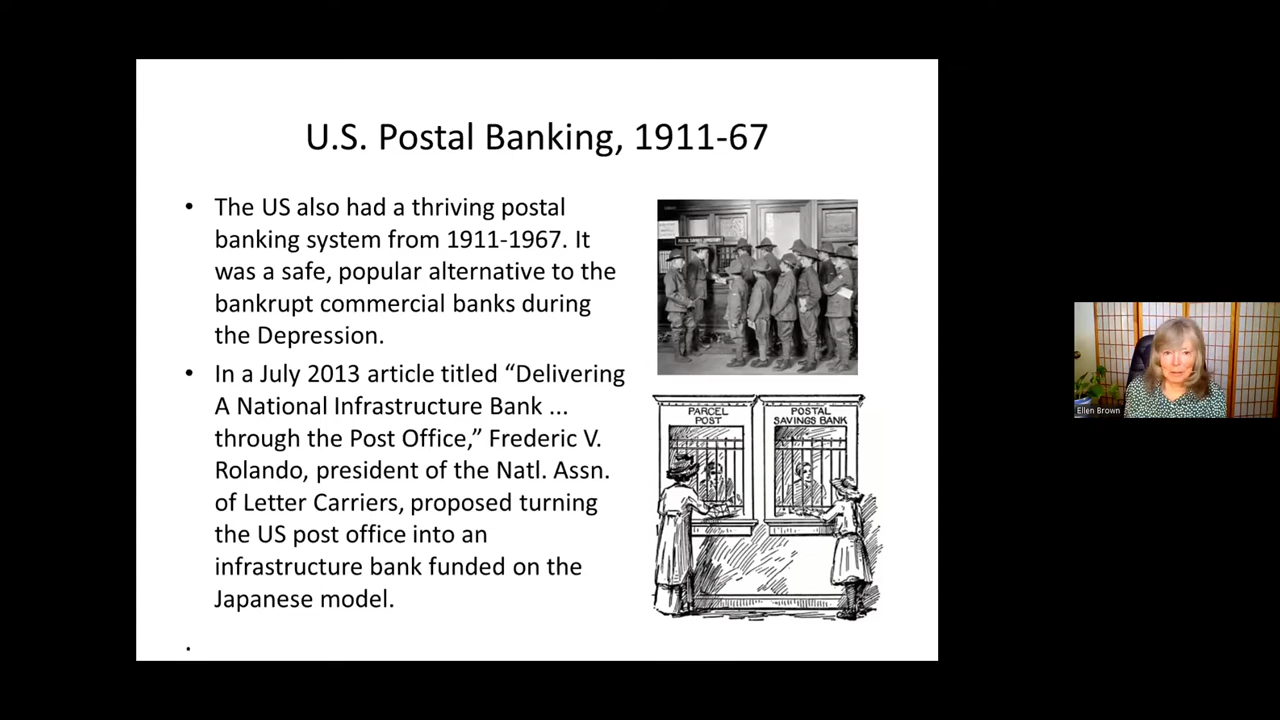 U.S. Postal Banking, 1911-67
• The US also had a thriving postal
banking system from 1911-1967. It
was a safe, popular alternative to the
bankrupt commercial banks during
the Depression.
• In a July 2013 article titled “Delivering
A National Infrastructure Bank ...
through the Post Office,” Frederic V.
Rolando, president of the Natl. Assn.
of Letter Carriers, proposed turning
the US post office into an
infrastructure bank funded on the
Japanese model.
.
PARCEL
POST
POSTAL
SAVINGS BANK
Ellen Brown